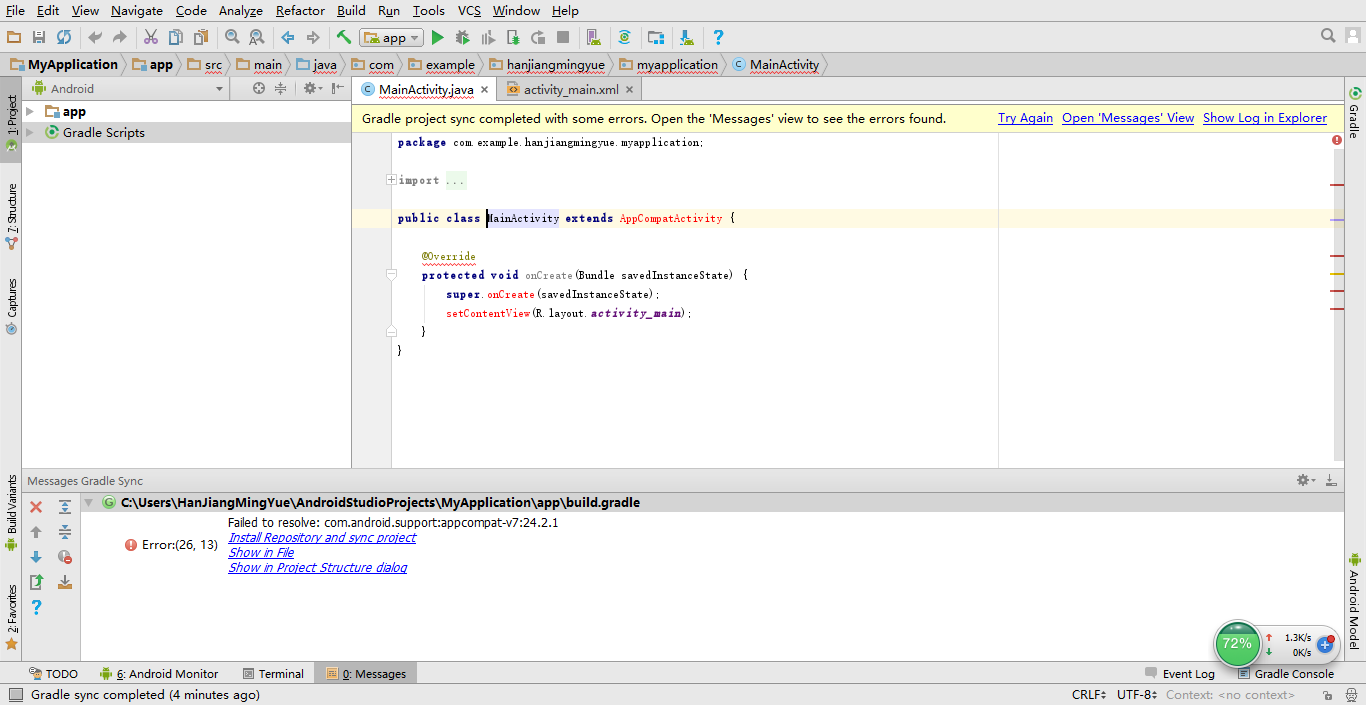 File Edit View Navigate Code Analyze Refactor Build Run Tools VCS Window Help
app
MyApplication app src main java com example hanjiangmingyue myapplication MainActivity
Android
MainActivity.java activity_main.xml
1: Project
7: Structure
Captures
Build Variants
2: Favorites
app
Gradle Scripts
Gradle project sync completed with some errors. Open the 'Messages' view to see the errors found. Try Again Open 'Messages' View Show Log in Explorer
package com.example.hanjiangmingyue.myapplication;
import ...
public class MainActivity extends AppCompatActivity {
@Override
protected void onCreate(Bundle savedInstanceState) {
super.onCreate(savedInstanceState);
setContentView(R.layout.activity_main);
}
}
Gradle
Android Model
Messages Gradle Sync
C:\Users\HanJiangMingYue\AndroidStudioProjects\MyApplication\app\build.gradle
Error:(26, 13)
Failed to resolve: com.android.support:appcompat-v7:24.2.1
Install Repository and sync project
Show in File
Show in Project Structure dialog
72%
1.3K/s
0K/s
TODO 6: Android Monitor Terminal 0: Messages Event Log Gradle Console
Gradle sync completed (4 minutes ago) CRLF UTF-8 Context: <no context>